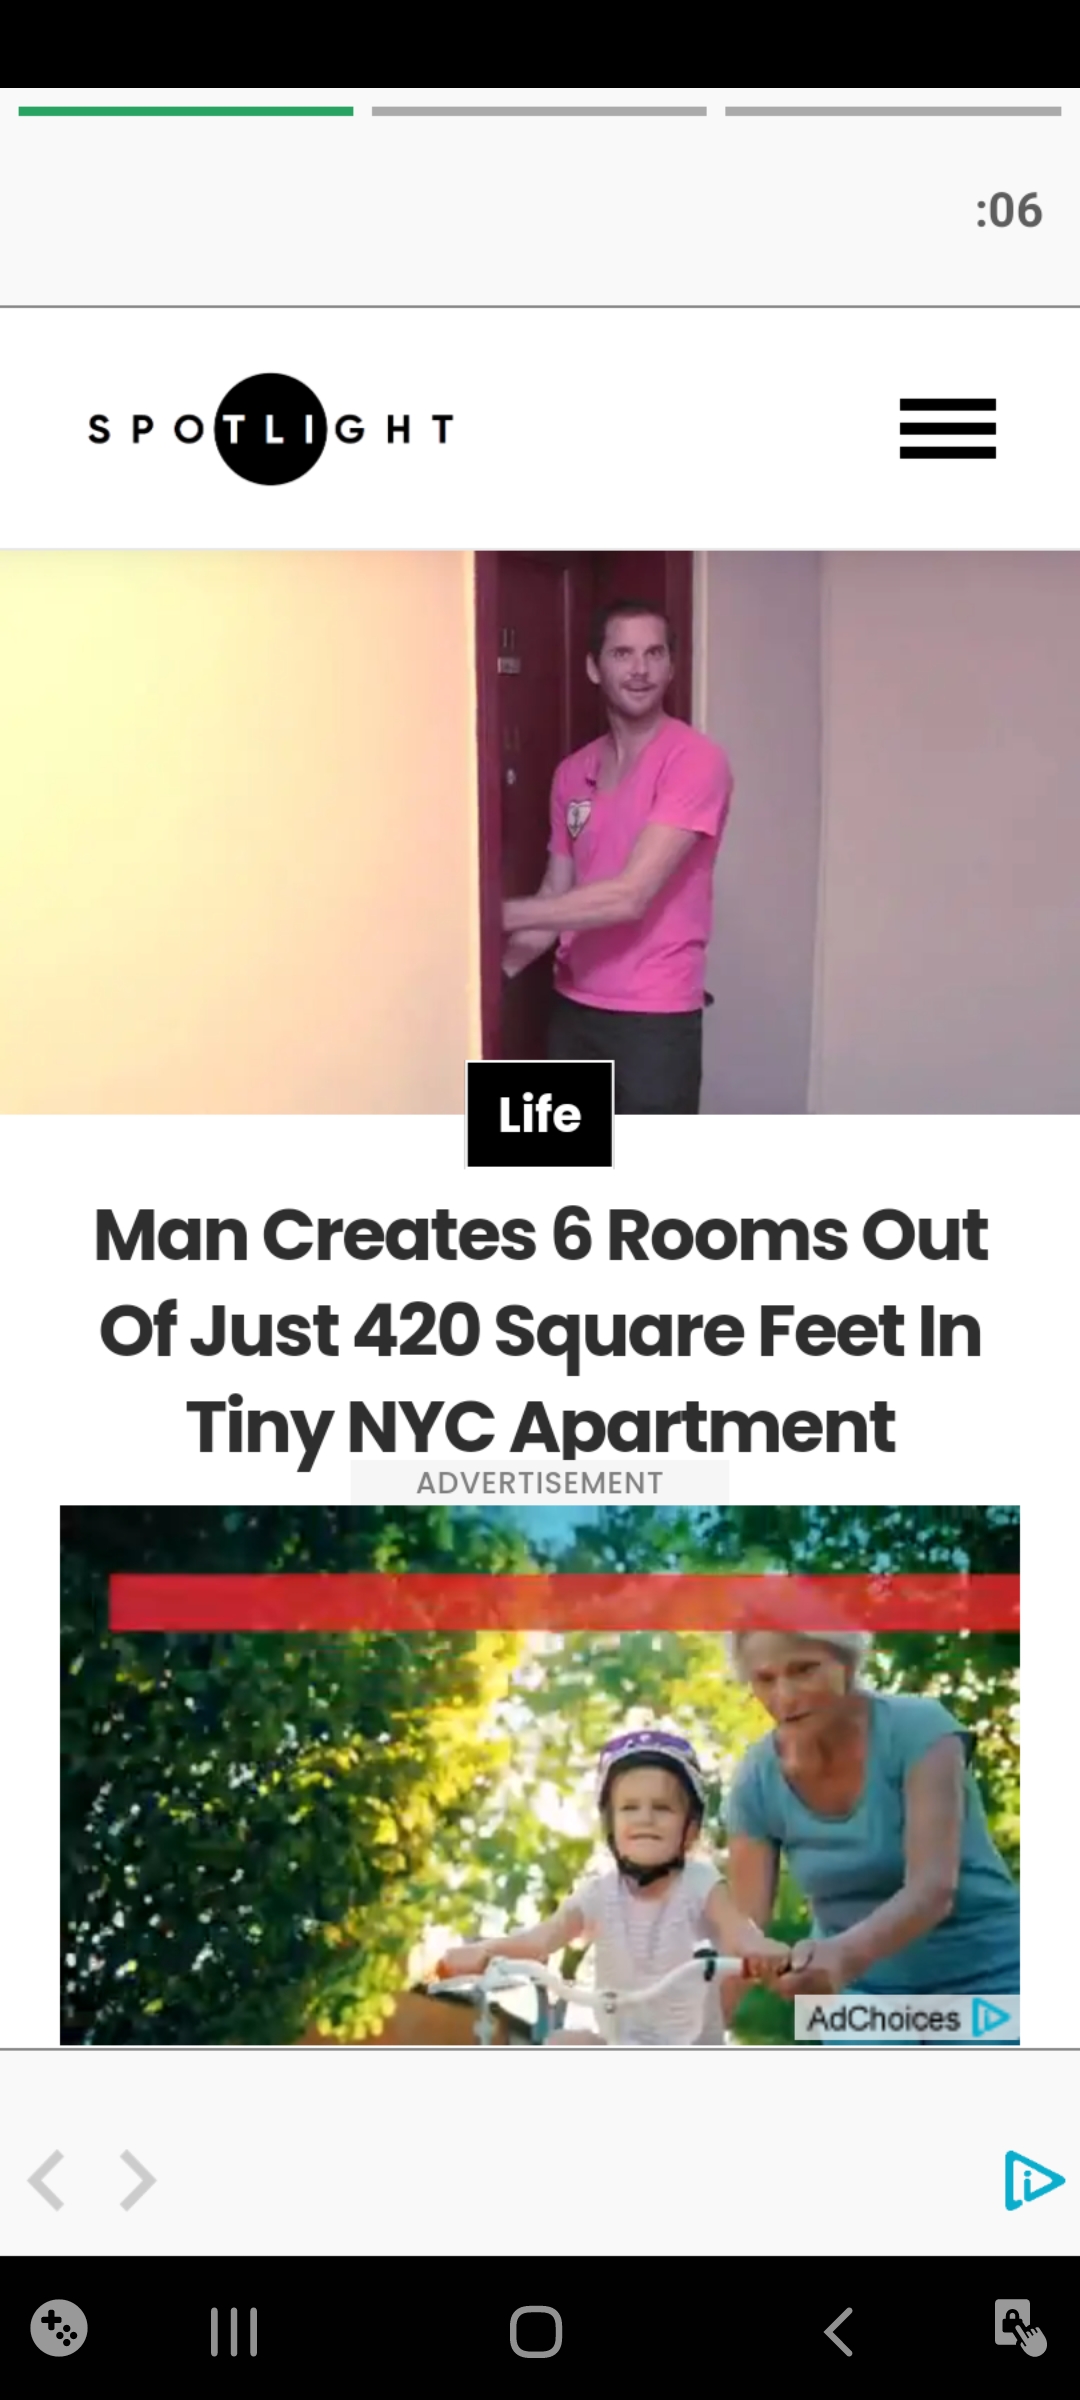 :06
SPOTLIGHT
Life
Man Creates 6 Rooms Out
Of Just 420 Square Feet In
Tiny NYC Apartment
ADVERTISEMENT
AdChoices